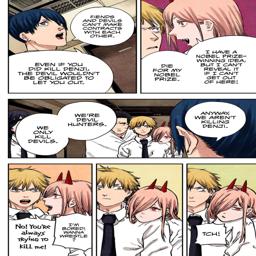 FIENDS
AND DEVILS
CAN'T MAKE
CONTRACTS
WITH EACH
OTHER.
EVEN IF YOU
DID KILL DENJI,
THE DEVIL WOULDN'T
BE OBLIGATED TO
LET YOU OUT.
I HAVE A
NOBEL PRIZE-
WINNING IDEA,
BUT I CAN'T
REVEAL IT
IF I CAN'T
GET OUT OF
HERE!
DIE
FOR MY
NOBEL
PRIZE.
ANYWAY,
WE AREN'T
KILLING
DENJI.
WE'RE
DEVIL
HUNTERS.
WE
ONLY
KILL
DEVILS.
No! You're
always
trying to
kill me!
I'M
BORED!
WANNA
WRESTLE
TCH!